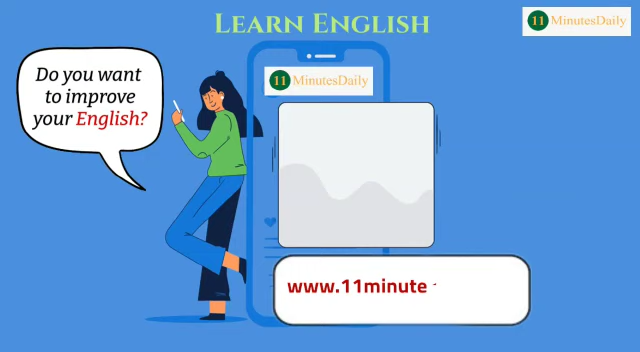 Learn English
11 MinutesDaily
11 MinutesDaily
Do you want
to improve
your English?
www.11minute